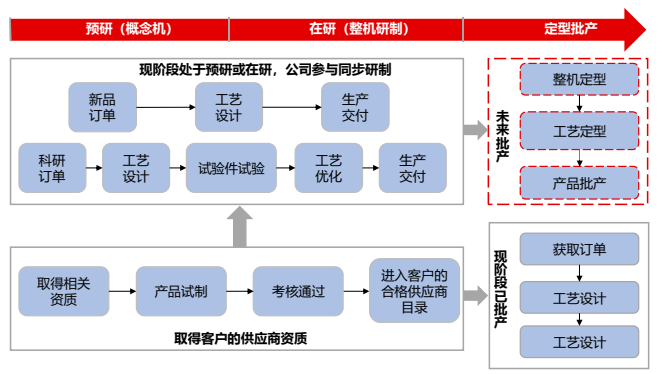 预研（概念机）
在研（整机研制）
定型批产
现阶段处于预研或在研，公司参与同步研制
新品
订单
工艺
设计
生产
交付
科研
订单
工艺
设计
试验件试验
工艺
优化
生产
交付
未来批产
整机定型
工艺定型
产品批产
取得相关
资质
产品试制
考核通过
进入客户的
合格供应商
目录
取得客户的供应商资质
现阶段已批产
获取订单
工艺设计
工艺设计